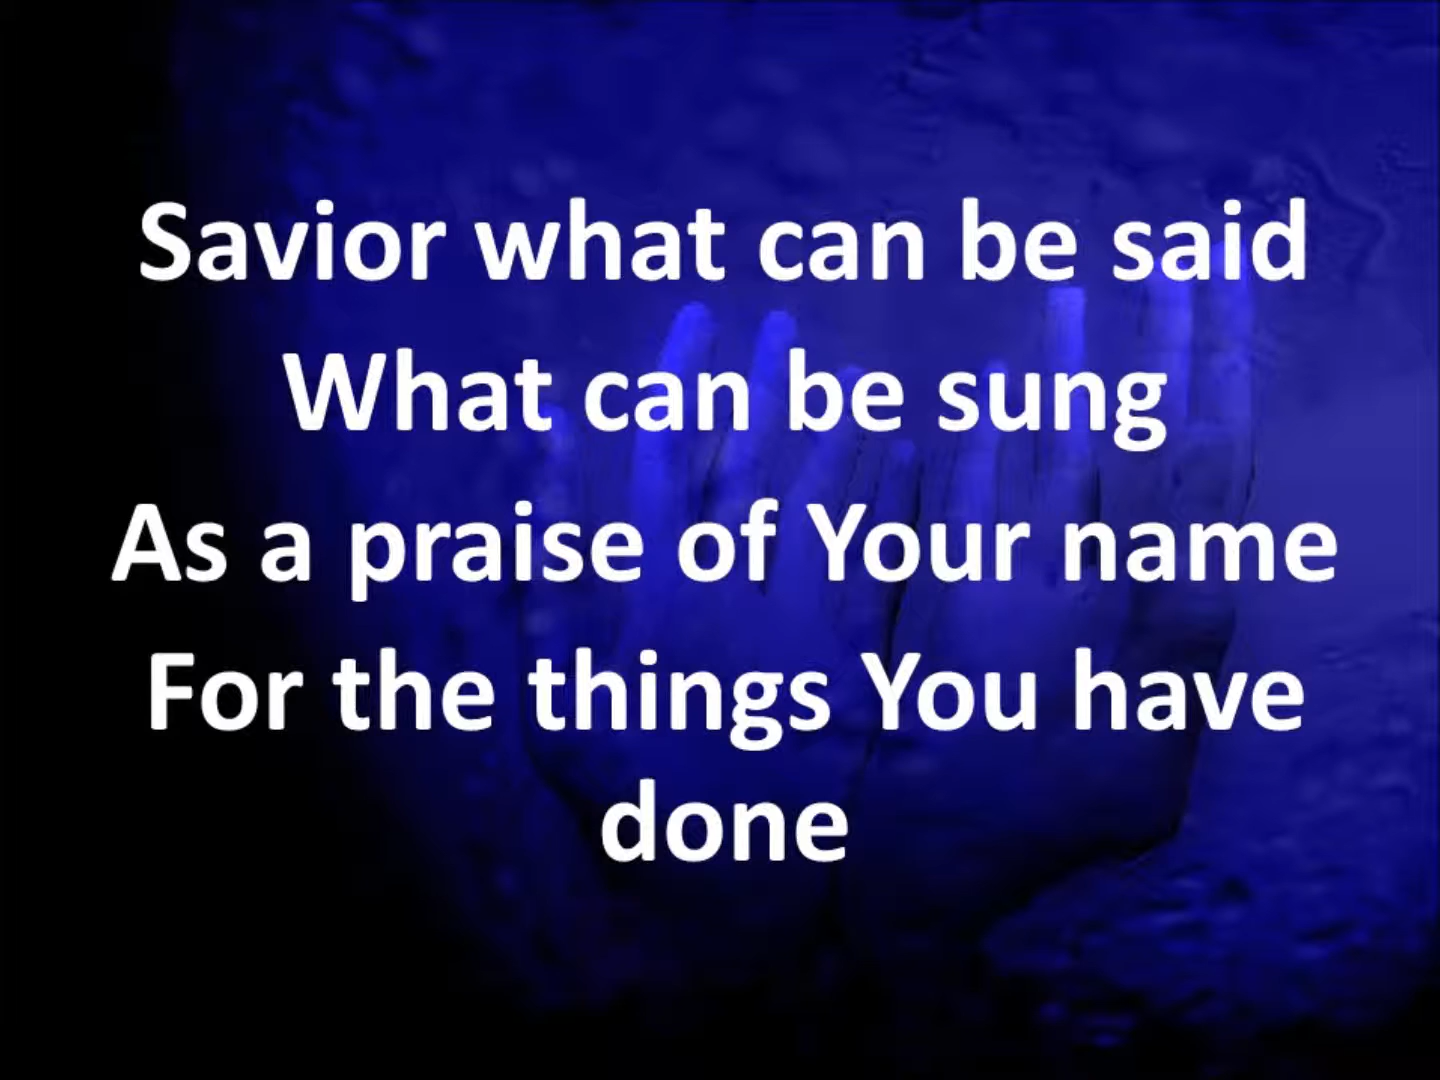 Savior what can be said
What can be sung
As a praise of Your name
For the things You have
done